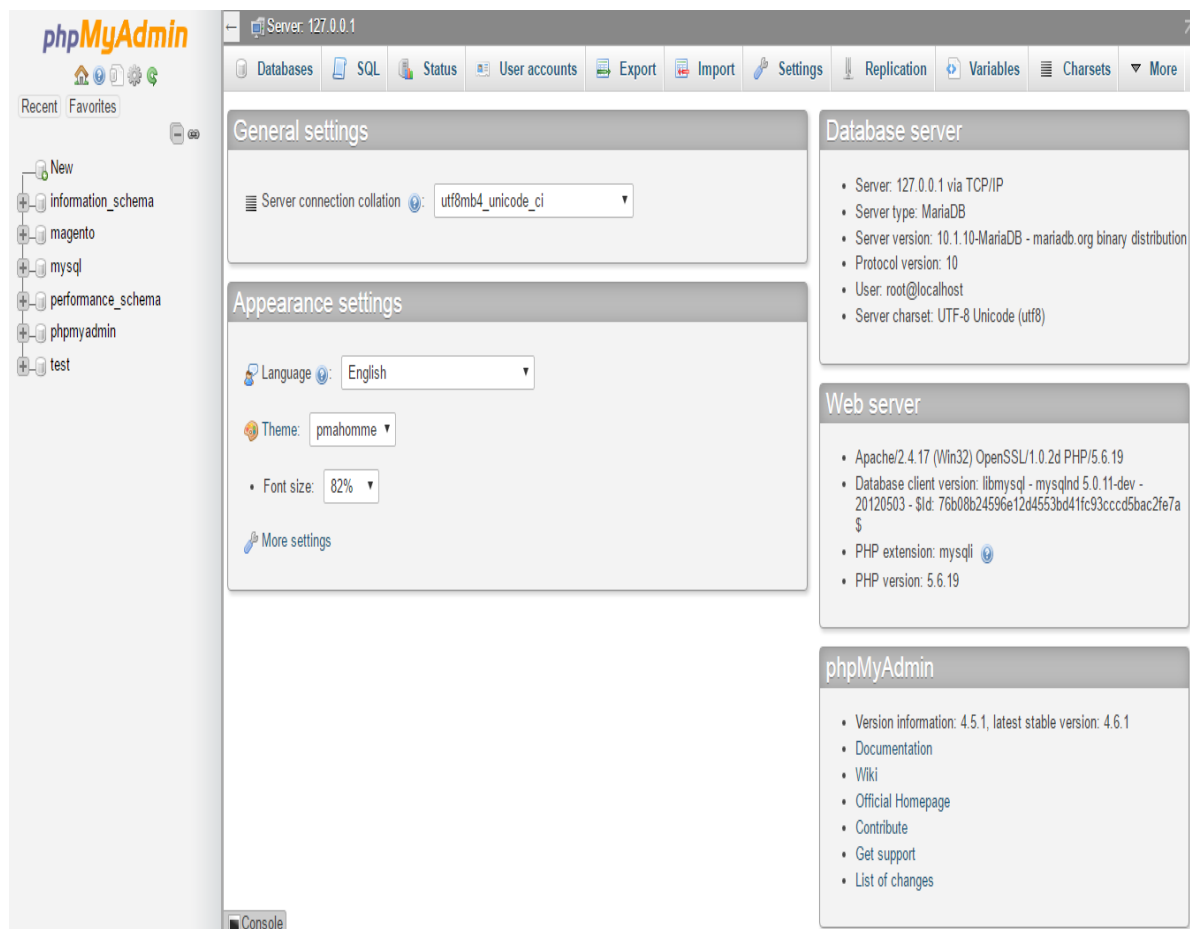 phpMyAdmin
Recent Favorites
New
information_schema
magento
mysql
performance_schema
phpmyadmin
test
Server: 127.0.0.1
Databases SQL Status User accounts Export Import Settings Replication Variables Charsets More
General settings
Server connection collation : utf8mb4_unicode_ci
Appearance settings
Language : English
Theme: pmahomme
Font size: 82%
More settings
Database server
Server: 127.0.0.1 via TCP/IP
Server type: MariaDB
Server version: 10.1.10-MariaDB - mariadb.org binary distribution
Protocol version: 10
User: root@localhost
Server charset: UTF-8 Unicode (utf8)
Web server
Apache/2.4.17 (Win32) OpenSSL/1.0.2d PHP/5.6.19
Database client version: libmysql - mysqlnd 5.0.11-dev -
20120503 - $Id: 76b08b24596e12d4553bd41fc93cccd5bac2fe7a
$
PHP extension: mysqli
PHP version: 5.6.19
phpMyAdmin
Version information: 4.5.1, latest stable version: 4.6.1
Documentation
Wiki
Official Homepage
Contribute
Get support
List of changes
Console